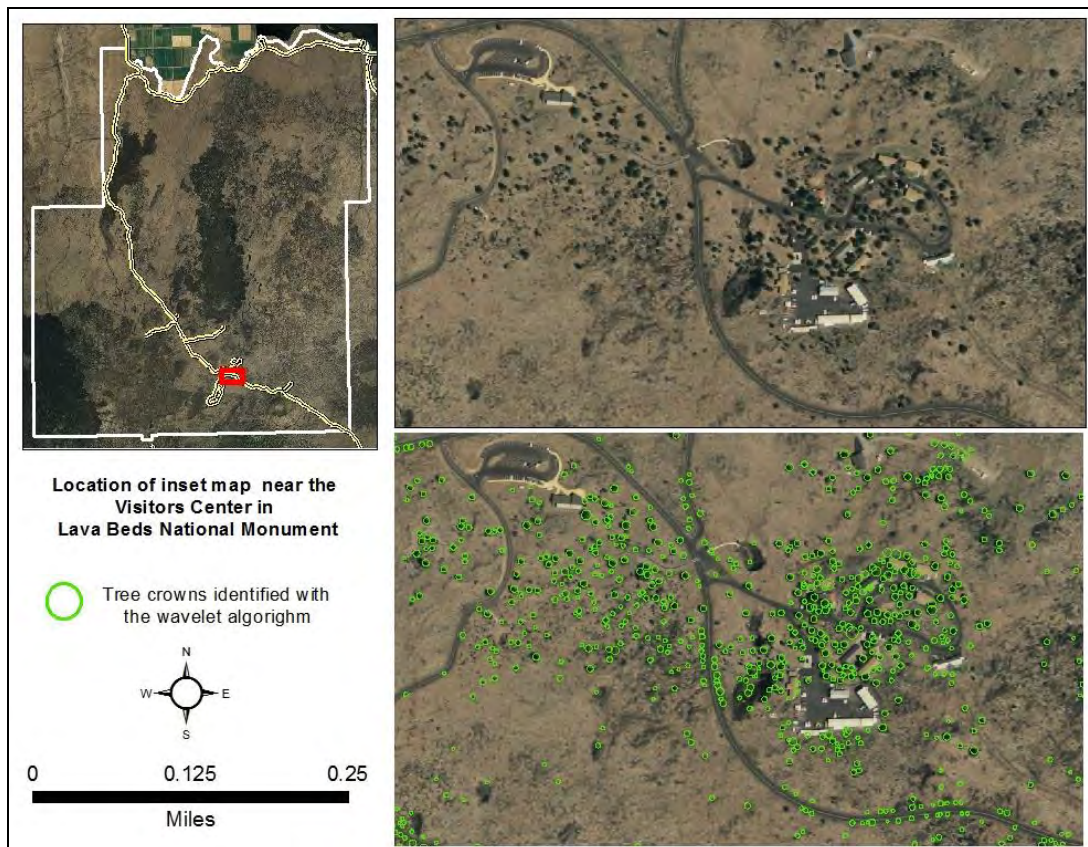 Location of inset map near the
Visitors Center in
Lava Beds National Monument
Tree crowns identified with
the wavelet algorighm
N
W
E
S
0
0.125
0.25
Miles